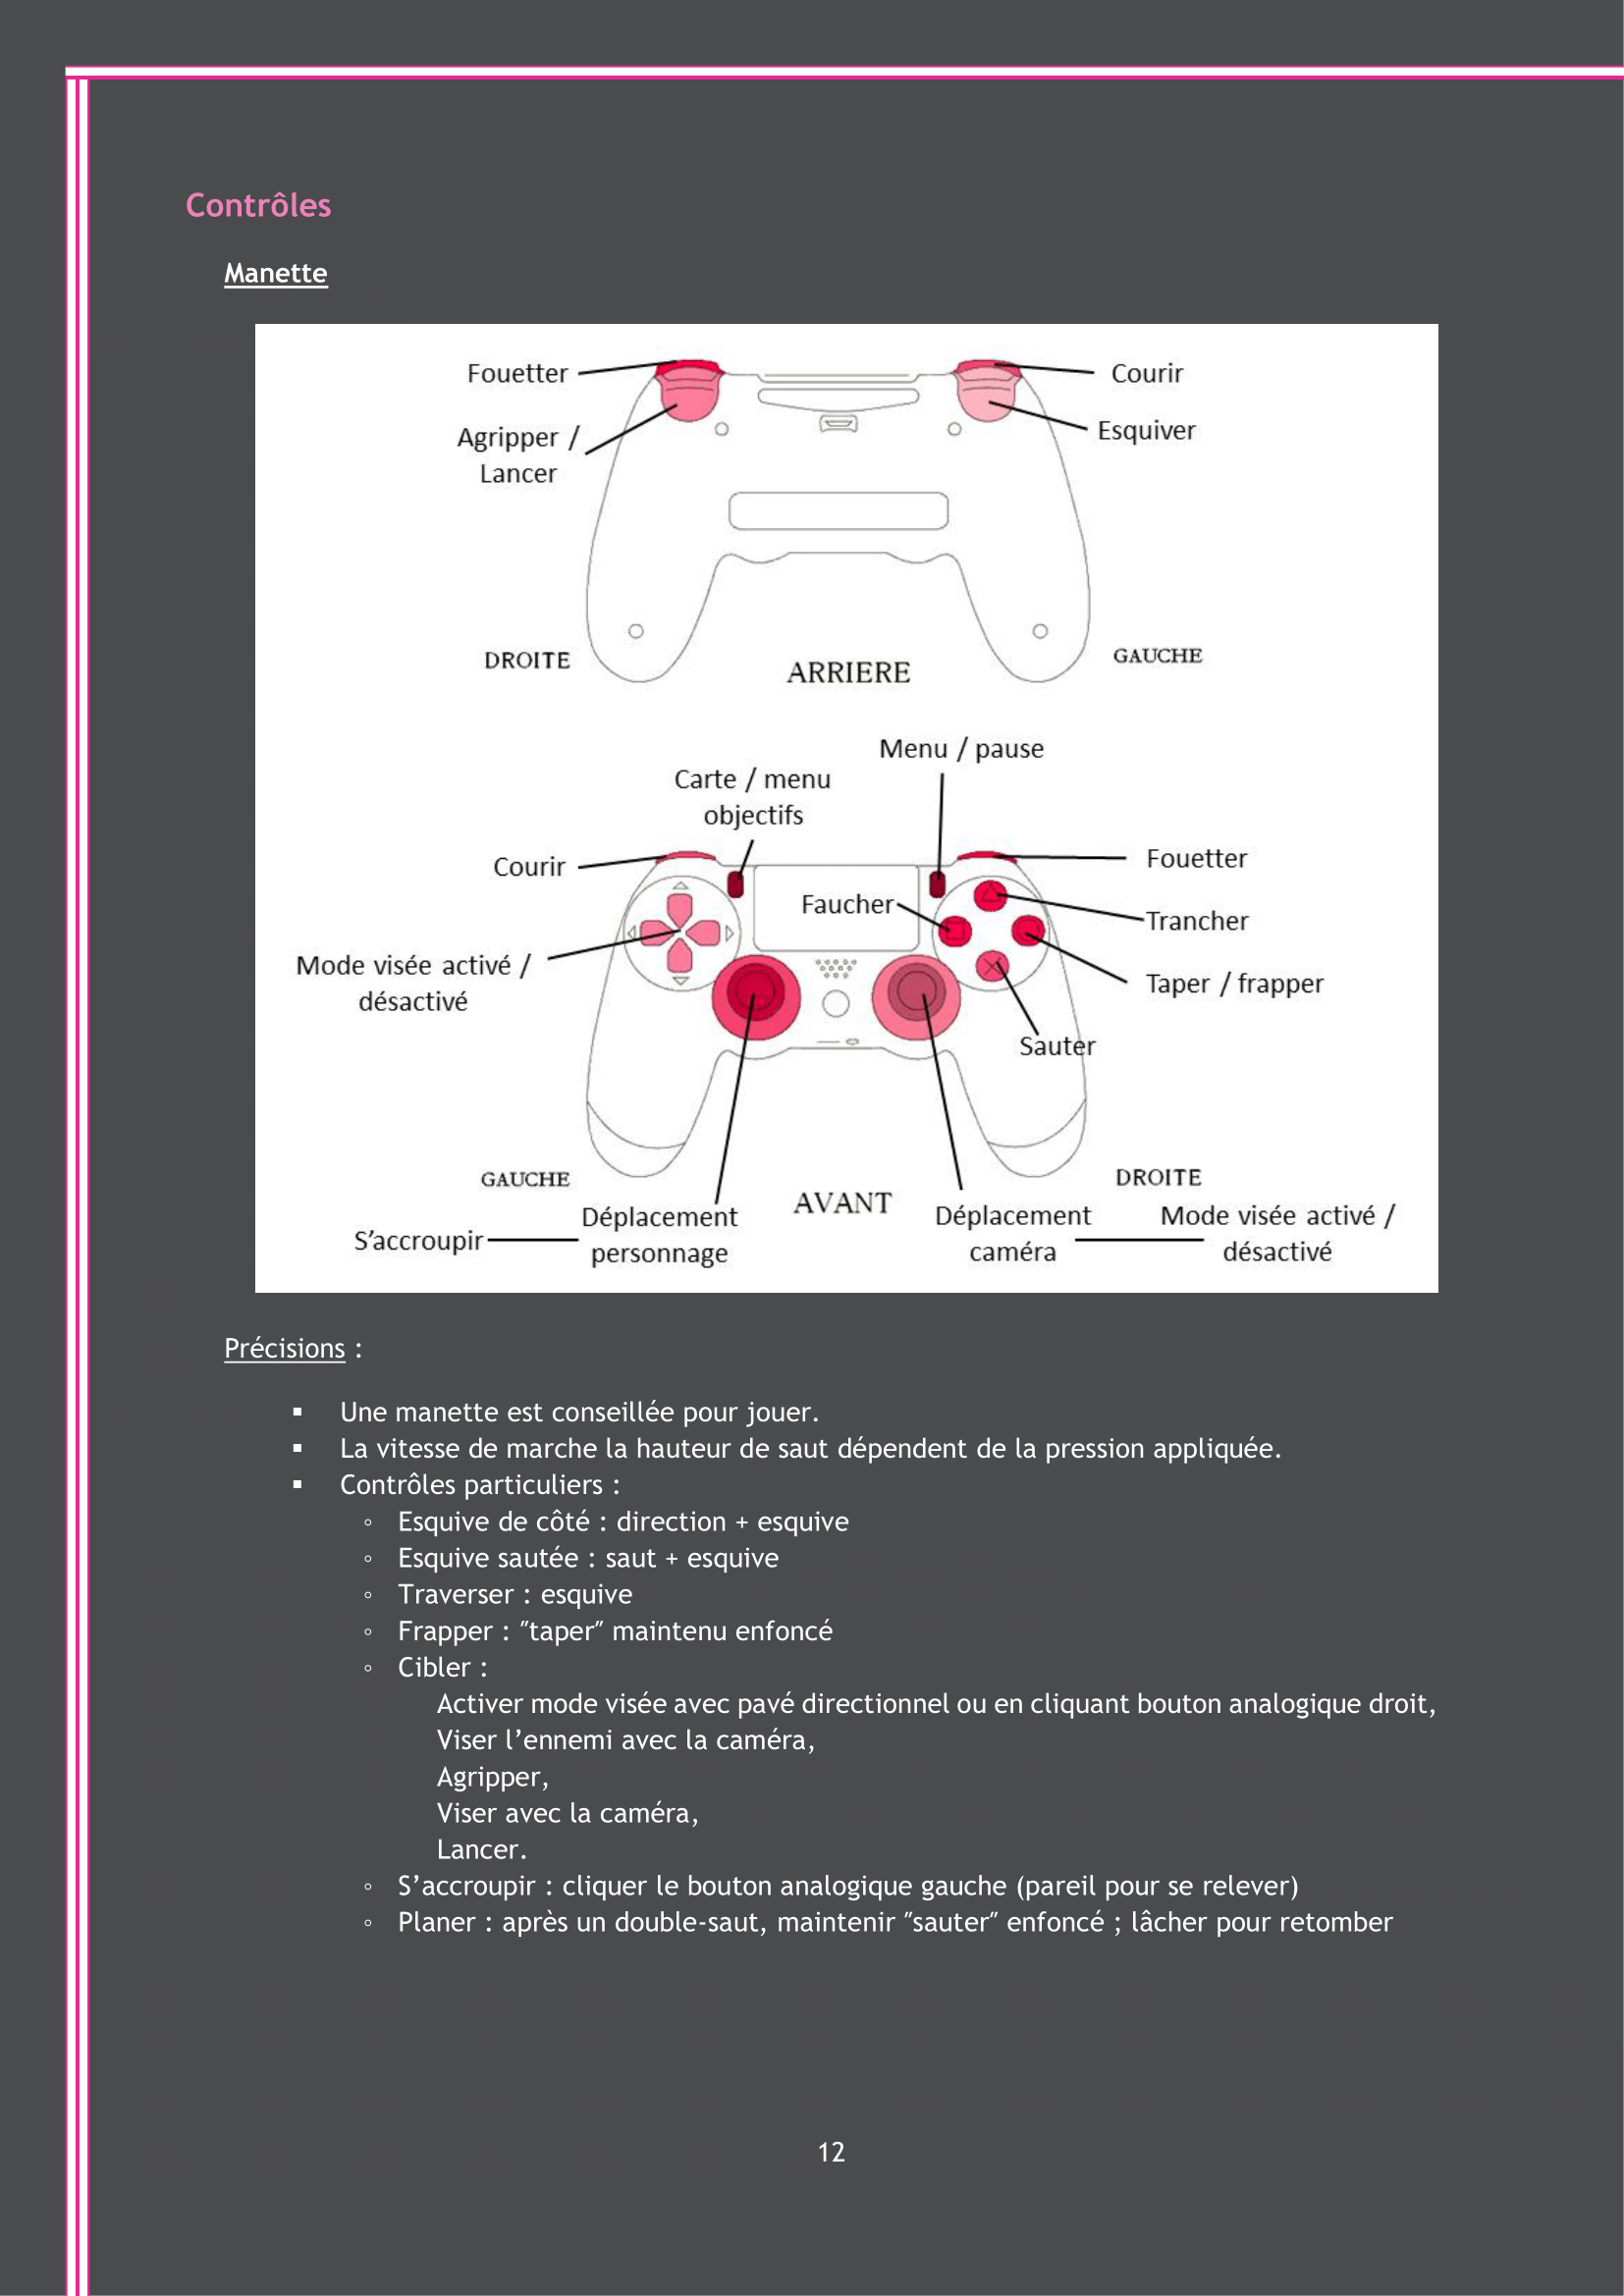 Contrôles
Manette
Fouetter
Courir
Agripper /
Lancer
Esquiver
DROITE
ARRIERE
GAUCHE
Menu / pause
Carte / menu
objectifs
Courir
Fouetter
Faucher
Trancher
Mode visée activé /
désactivé
Taper / frapper
Sauter
GAUCHE
AVANT
DROITE
S’accroupir
Déplacement
personnage
Déplacement
caméra
Mode visée activé /
désactivé
Précisions :
▪ Une manette est conseillée pour jouer.
▪ La vitesse de marche la hauteur de saut dépendent de la pression appliquée.
▪ Contrôles particuliers :
◦ Esquive de côté : direction + esquive
◦ Esquive sautée : saut + esquive
◦ Traverser : esquive
◦ Frapper : ″taper″ maintenu enfoncé
◦ Cibler :
Activer mode visée avec pavé directionnel ou en cliquant bouton analogique droit,
Viser l’ennemi avec la caméra,
Agripper,
Viser avec la caméra,
Lancer.
◦ S’accroupir : cliquer le bouton analogique gauche (pareil pour se relever)
◦ Planer : après un double-saut, maintenir ″sauter″ enfoncé ; lâcher pour retomber
12